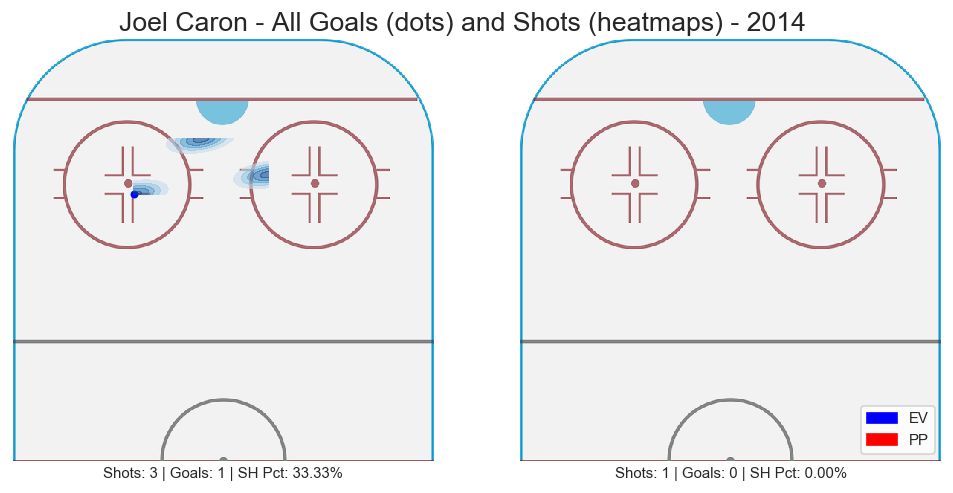 Joel Caron - All Goals (dots) and Shots (heatmaps) - 2014
EV
PP
Shots: 3 | Goals: 1 | SH Pct: 33.33%
Shots: 1 | Goals: 0 | SH Pct: 0.00%